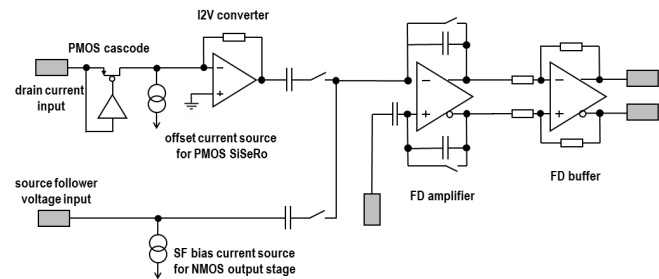 I2V converter
PMOS cascode
drain current
input
offset current source
for PMOS SiSeRo
source follower
voltage input
SF bias current source
for NMOS output stage
FD amplifier
FD buffer